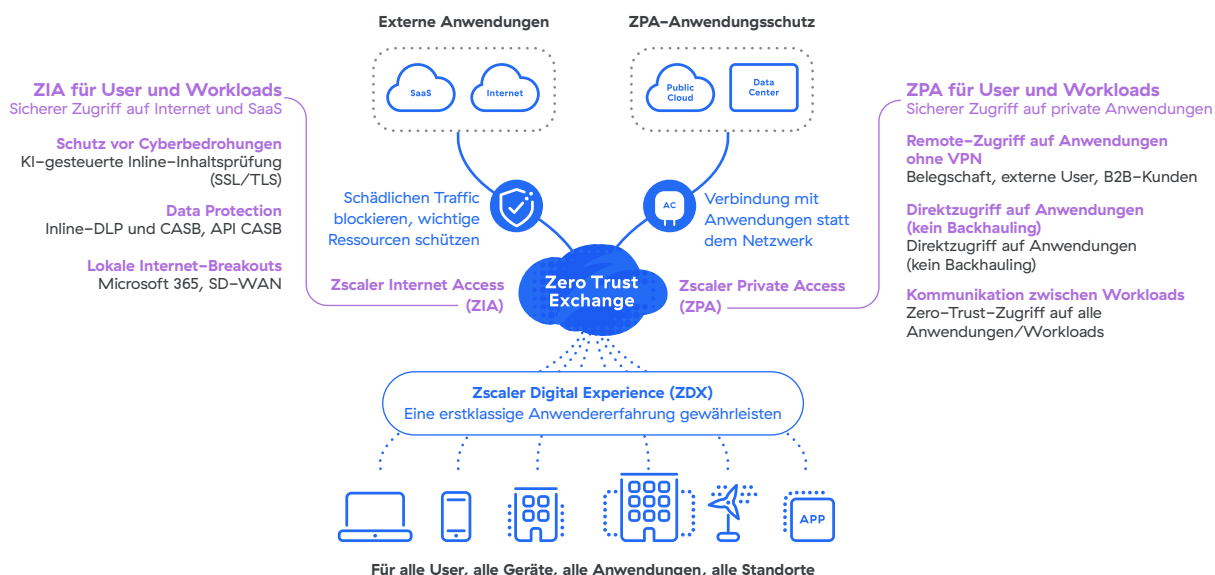 Externe Anwendungen
ZPA-Anwendungsschutz
SaaS
Internet
Public
Cloud
Data
Center
ZIA für User und Workloads
Sicherer Zugriff auf Internet und SaaS
Schutz vor Cyberbedrohungen
KI-gesteuerte Inline-Inhaltsprüfung
(SSL/TLS)
Data Protection
Inline-DLP und CASB, API CASB
Lokale Internet-Breakouts
Microsoft 365, SD-WAN
Schädlichen Traffic
blockieren, wichtige
Ressourcen schützen
Zscaler Internet Access
(ZIA)
Zero Trust
Exchange
AC
Verbindung mit
Anwendungen statt
dem Netzwerk
Zscaler Private Access
(ZPA)
ZPA für User und Workloads
Sicherer Zugriff auf private Anwendungen
Remote-Zugriff auf Anwendungen
ohne VPN
Belegschaft, externe User, B2B-Kunden
Direktzugriff auf Anwendungen
(kein Backhauling)
Direktzugriff auf Anwendungen
(kein Backhauling)
Kommunikation zwischen Workloads
Zero-Trust-Zugriff auf alle
Anwendungen/Workloads
Zscaler Digital Experience (ZDX)
Eine erstklassige Anwendererfahrung gewährleisten
APP
Für alle User, alle Geräte, alle Anwendungen, alle Standorte